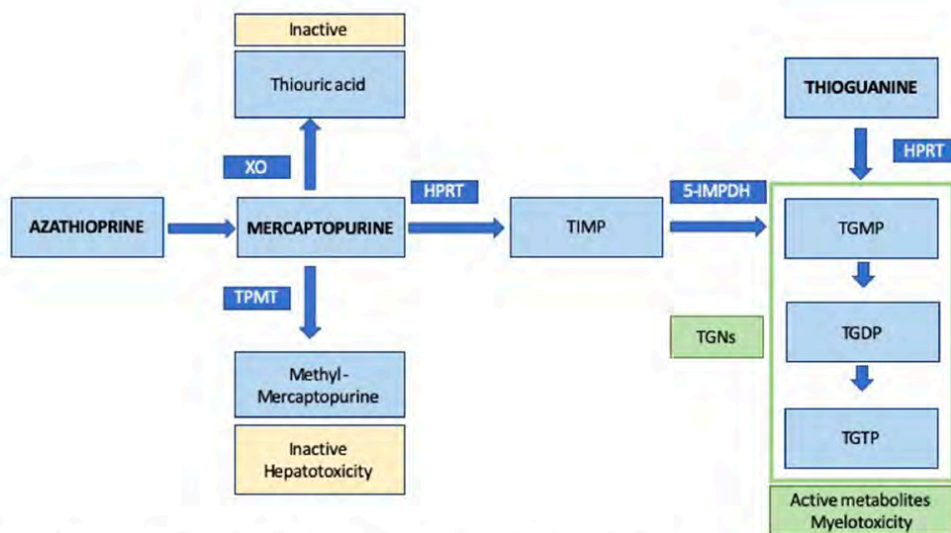 Inactive
Thiouric acid
THIOGUANINE
XO
HPRT
HPRT
5-IMPDH
AZATHIOPRINE
MERCAPTOPURINE
TIMP
TGMP
TPMT
TGNs
TGDP
Methyl-
Mercaptopurine
Inactive
Hepatotoxicity
TGTP
Active metabolites
Myelotoxicity